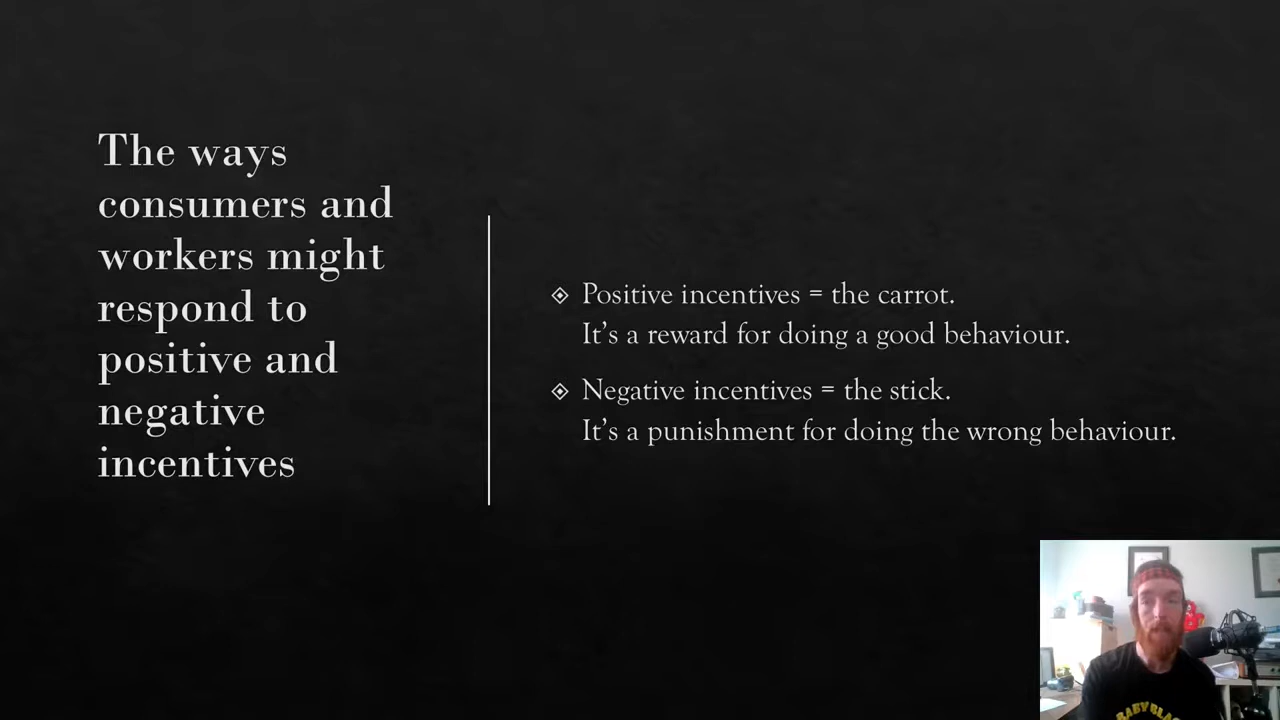 The ways
consumers and
workers might
respond to
positive and
negative
incentives
Positive incentives = the carrot.
It's a reward for doing a good behaviour.
Negative incentives = the stick.
It's a punishment for doing the wrong behaviour.